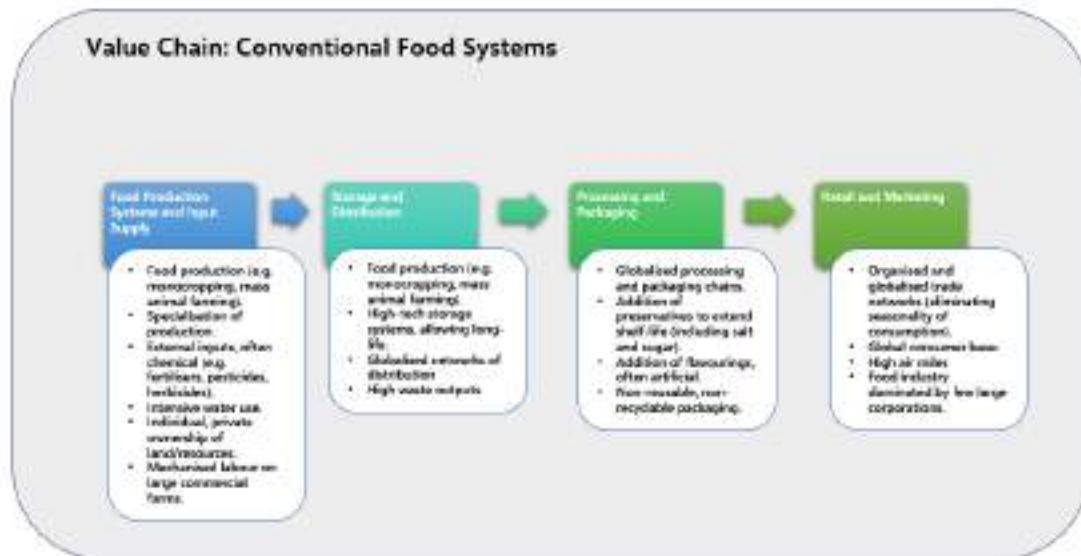 Value Chain: Conventional Food Systems
Food Production
Systems and Input
Supply
• Food production (e.g.
monocropping, mass
animal farming).
• Specialisation of
production.
• External inputs, often
chemical (e.g.
fertilisers, pesticides,
herbicides).
• Intensive water use.
• Individual, private
ownership of
land/resources.
• Mechanised labour on
large commercial
farms.
Storage and
Distribution
• Food production (e.g.
monocropping, mass
animal farming).
• High-tech storage
systems, allowing long-
life.
• Globalised networks of
distribution
• High waste outputs
Processing and
Packaging
• Globalised processing
and packaging chains.
• Addition of
preservatives to extend
shelf-life (including salt
and sugar).
• Addition of flavourings,
often artificial.
• Non-reusable, non-
recyclable packaging.
Retail and Marketing
• Organised and
globalised trade
networks (eliminating
seasonality of
consumption).
• Global consumer base
• High air miles
• Food industry
dominated by few large
corporations.